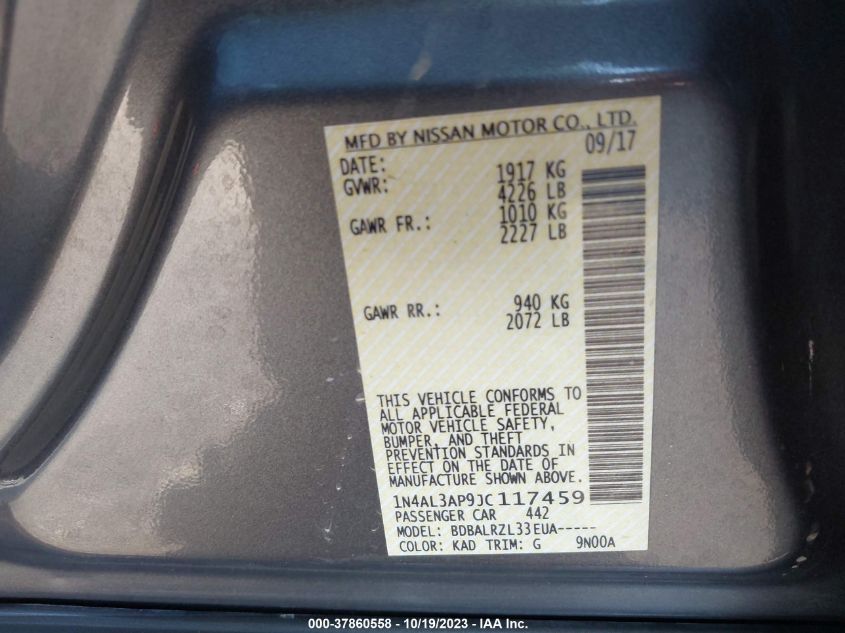 MFD BY NISSAN MOTOR CO., LTD.
DATE: 09/17
GVWR: 1917 KG
4226 LB
GAWR FR.: 1010 KG
2227 LB
GAWR RR.: 940 KG
2072 LB
THIS VEHICLE CONFORMS TO
ALL APPLICABLE FEDERAL
MOTOR VEHICLE SAFETY,
BUMPER, AND THEFT
PREVENTION STANDARDS IN
EFFECT ON THE DATE OF
MANUFACTURE SHOWN ABOVE.
1N4AL3AP9JC117459
PASSENGER CAR 442
MODEL: BDBALRZL33EUA-----
COLOR: KAD TRIM: G 9N00A
000-37860558 - 10/19/2023 - IAA Inc.